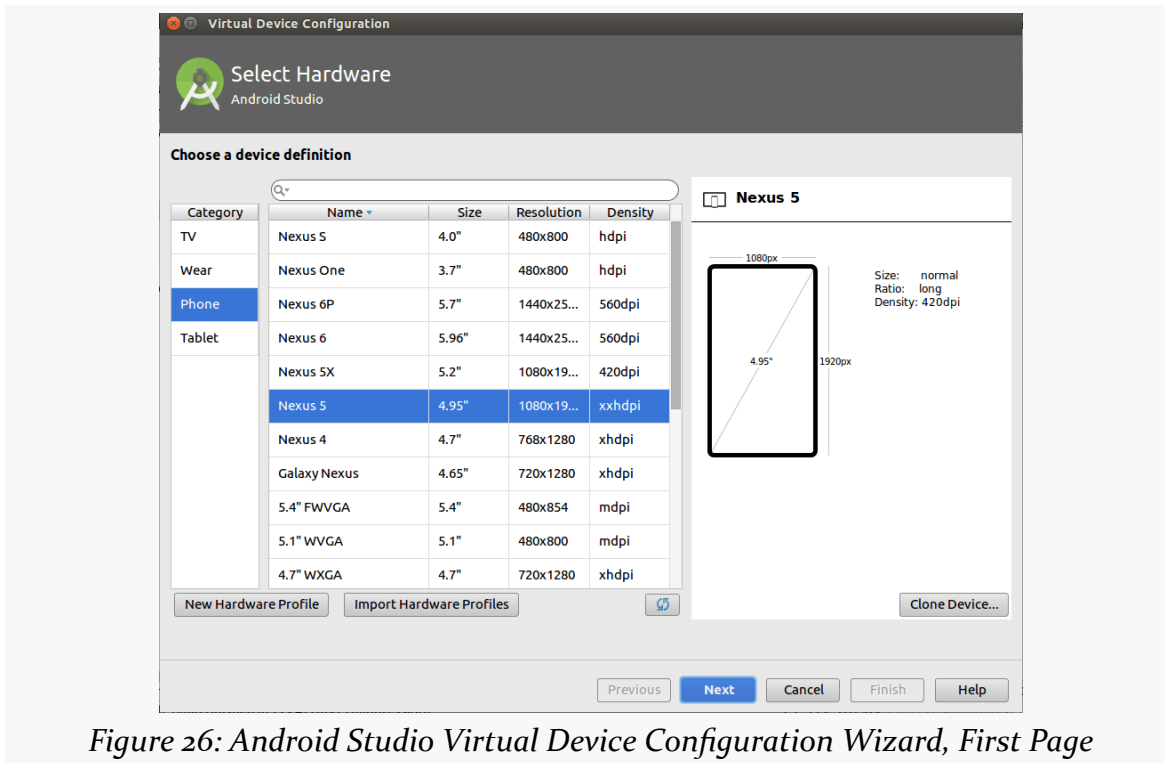 Virtual Device Configuration
Select Hardware
Android Studio
Choose a device definition
Category Name Size Resolution Density
TV
Wear
Phone
Tablet
Nexus S 4.0" 480x800 hdpi
Nexus One 3.7" 480x800 hdpi
Nexus 6P 5.7" 1440x25... 560dpi
Nexus 6 5.96" 1440x25... 560dpi
Nexus 5X 5.2" 1080x19... 420dpi
Nexus 5 4.95" 1080x19... xxhdpi
Nexus 4 4.7" 768x1280 xhdpi
Galaxy Nexus 4.65" 720x1280 xhdpi
5.4" FWVGA 5.4" 480x854 mdpi
5.1" WVGA 5.1" 480x800 mdpi
4.7" WXGA 4.7" 720x1280 xhdpi
New Hardware Profile Import Hardware Profiles
Nexus 5
1080px
4.95"
1920px
Size: normal
Ratio: long
Density: 420dpi
Clone Device...
Previous Next Cancel Finish Help
Figure 26: Android Studio Virtual Device Configuration Wizard, First Page